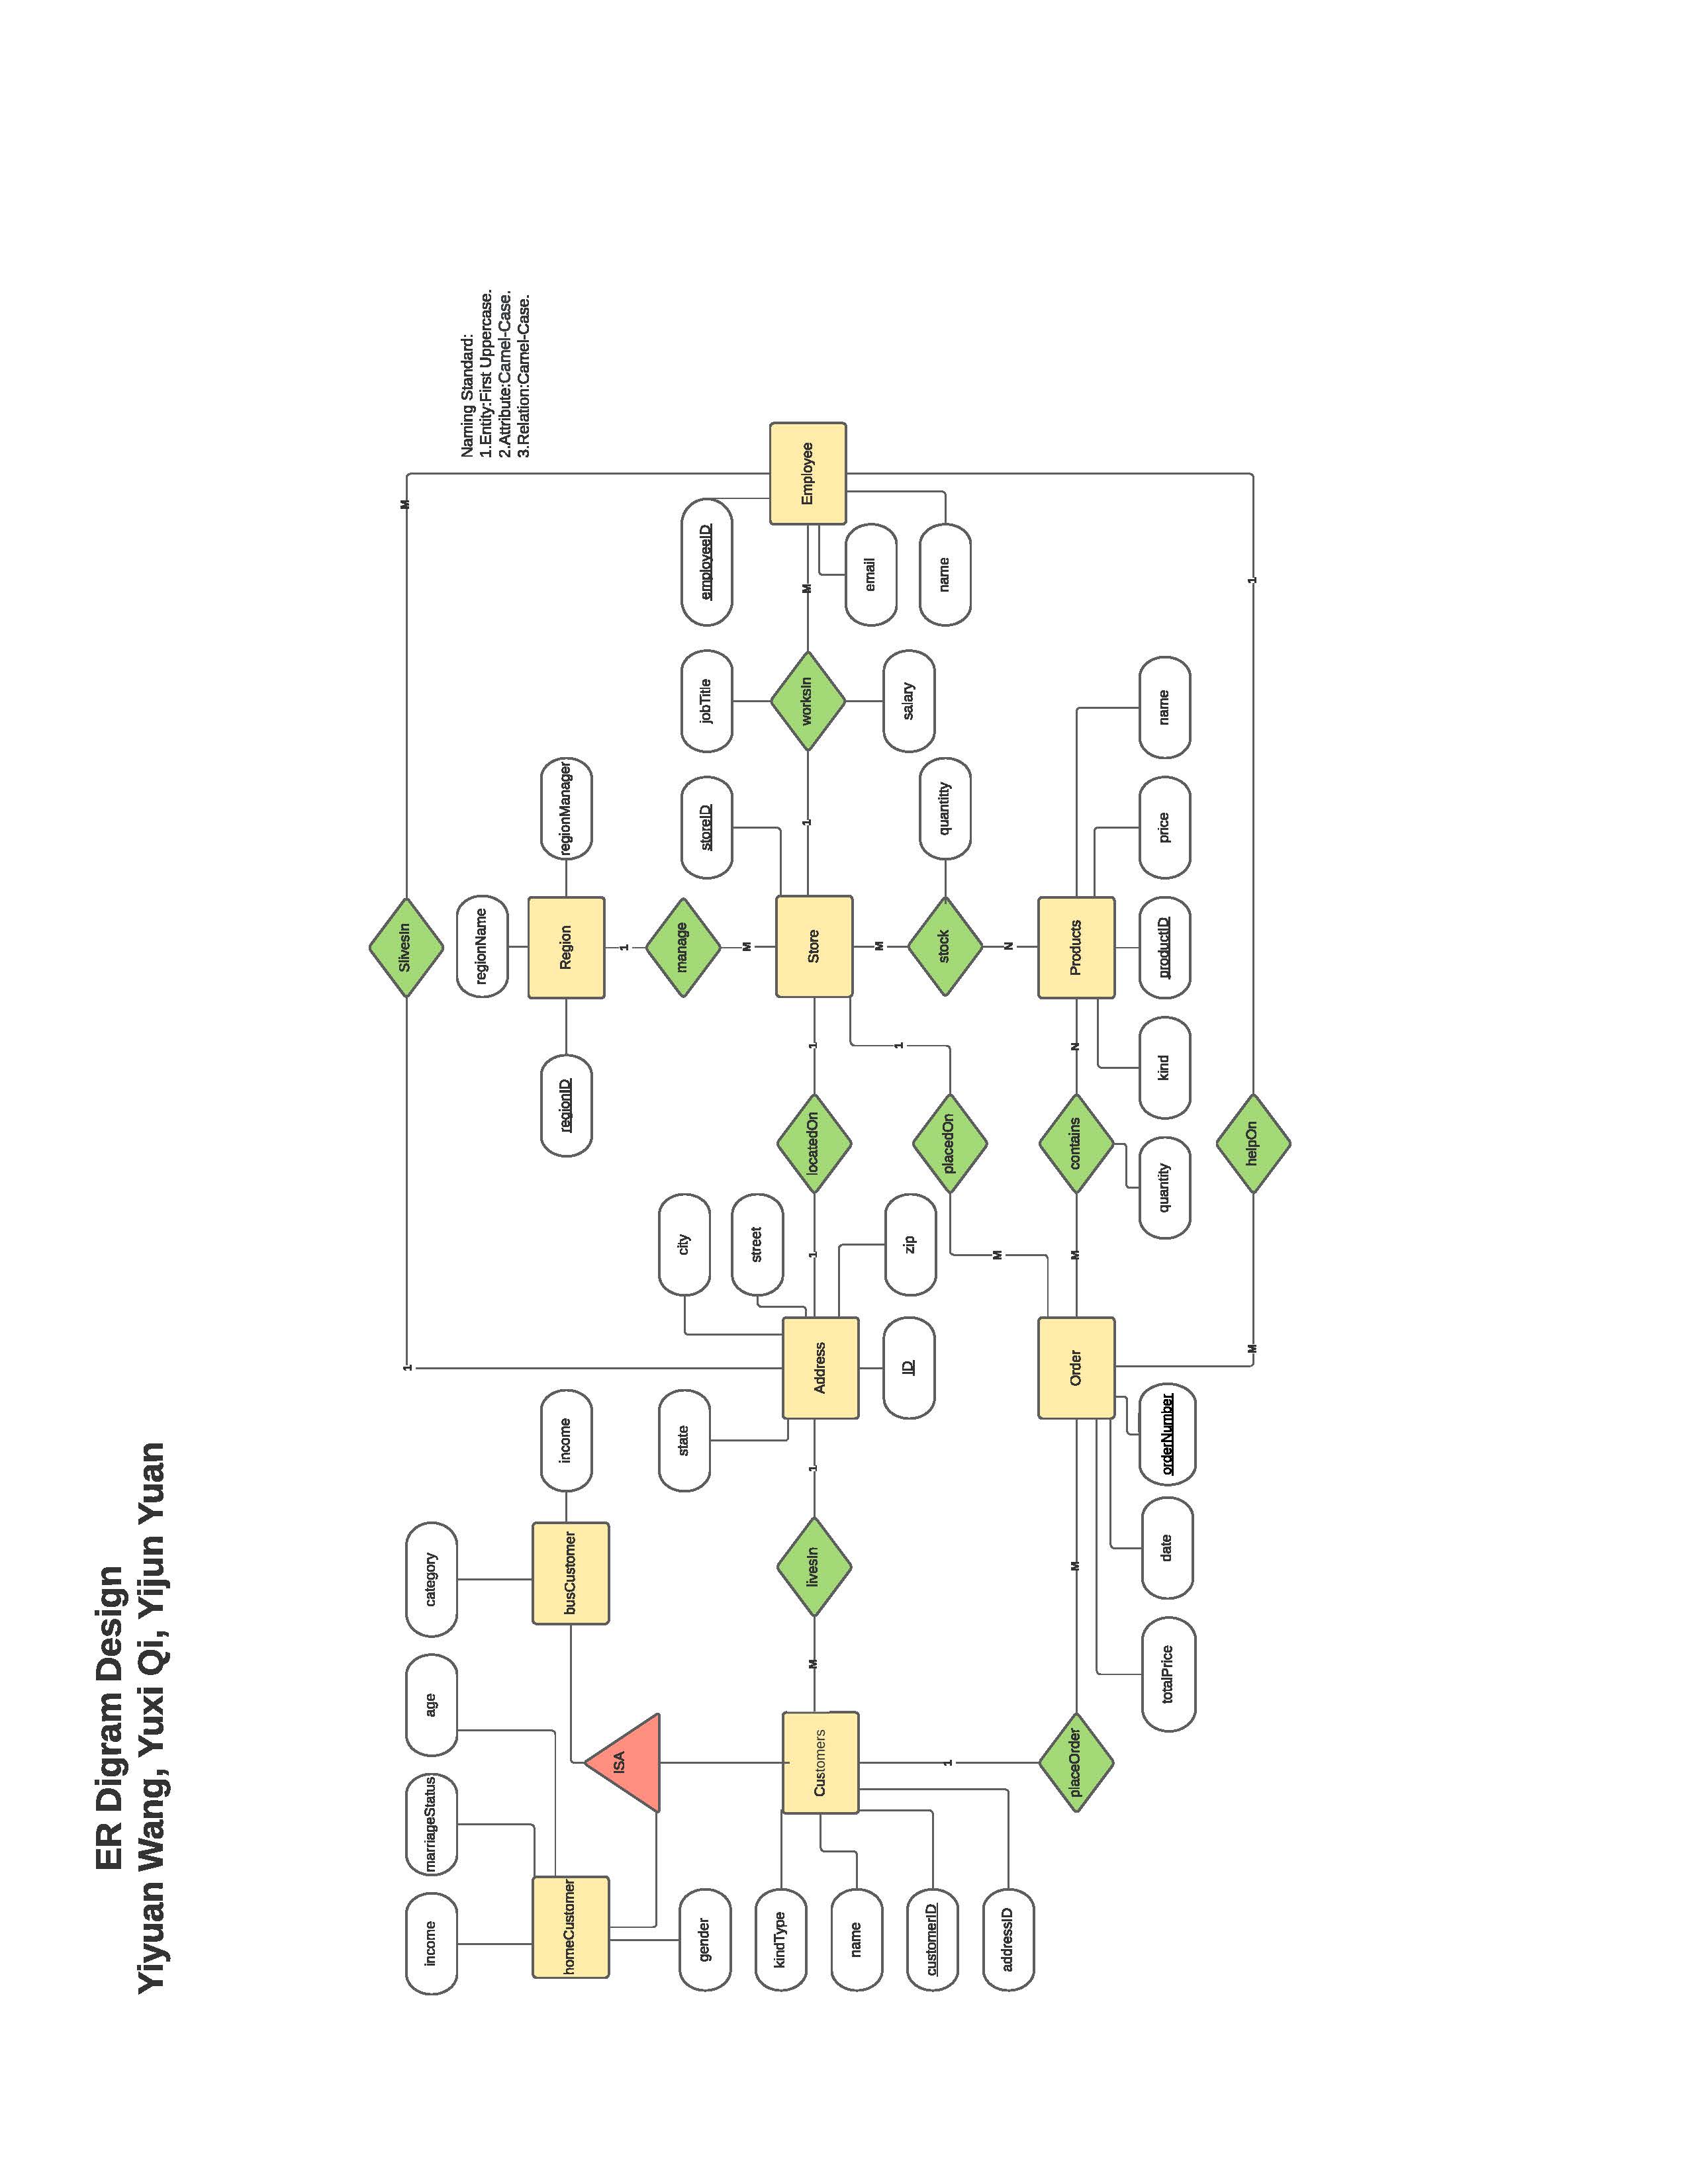 ER Digram Design
Yiyuan Wang, Yuxi Qi, Yijun Yuan
Naming Standard:
1.Entity:First Uppercase.
2.Attribute:Camel-Case.
3.Relation:Camel-Case.
1
SlivesIn
M
income
marriageStatus
age
category
regionName
homeCustomer
busCustomer
income
regionID
Region
regionManager
ISA
1
gender
state
city
manage
employeeID
jobTitle
storeID
street
M
kindType
Customers
M
livesIn
1
Address
1
locatedOn
1
Store
1
worksIn
M
Employee
name
email
customerID
ID
zip
M
salary
1
1
placedOn
stock
quantitty
name
addressID
M
N
placeOrder
M
Order
M
contains
N
Products
totalPrice
date
orderNumber
quantity
kind
productID
price
name
M
helpOn
1